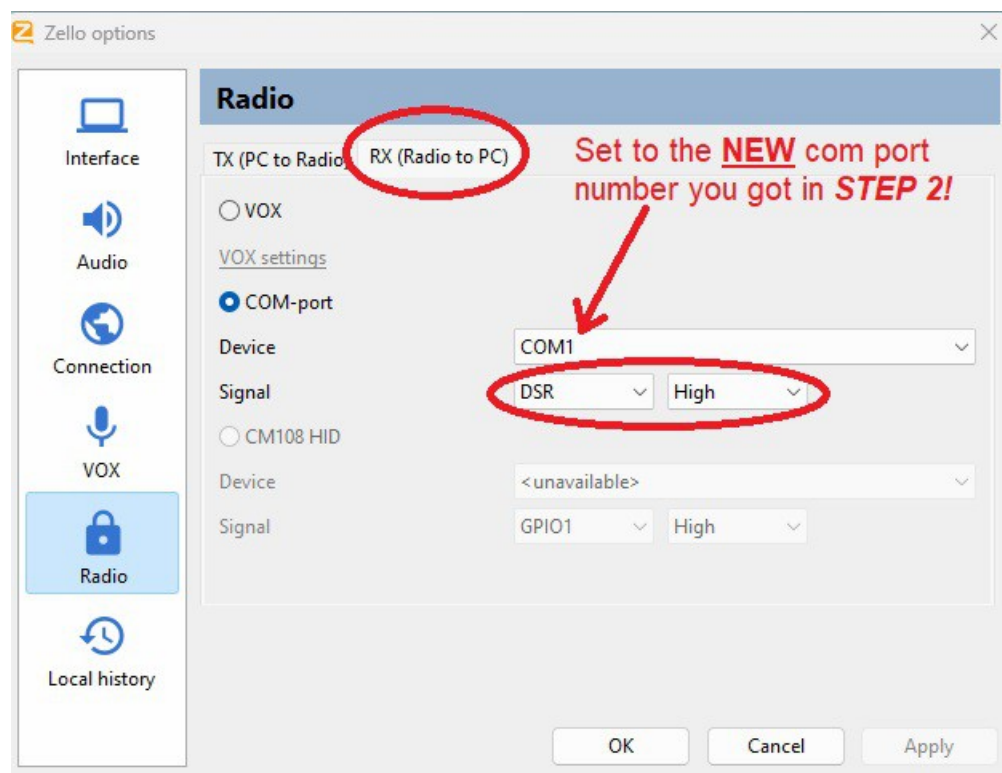 Zello options
Interface
Audio
Connection
VOX
Radio
Local history
Radio
TX (PC to Radio)
RX (Radio to PC)
Set to the NEW com port
number you got in STEP 2!
VOX
VOX settings
COM-port
Device
COM1
Signal
DSR
High
CM108 HID
Device
<unavailable>
Signal
GPIO1
High
OK
Cancel
Apply